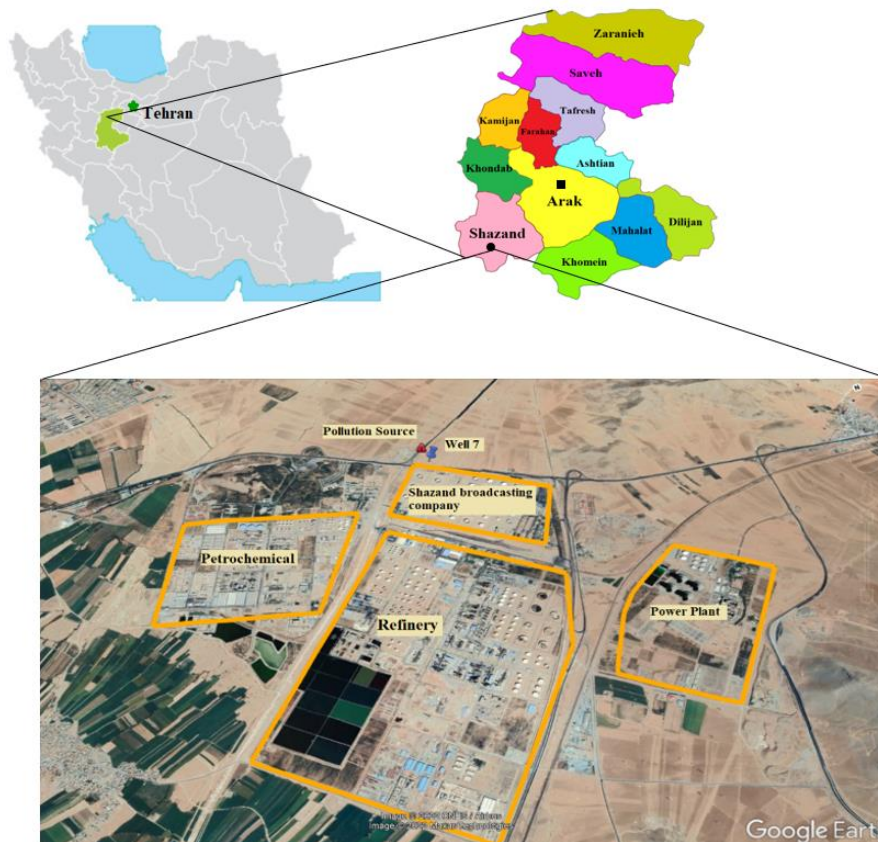 Tehran
Zaranieh
Saveh
Tafresh
Kamijan
Farahan
Ashtian
Khondab
Arak
Shazand
Dilijan
Mahalat
Khomein
Pollution Source
Well 7
Shazand broadcasting
company
Petrochemical
Refinery
Power Plant
N
Google Eart